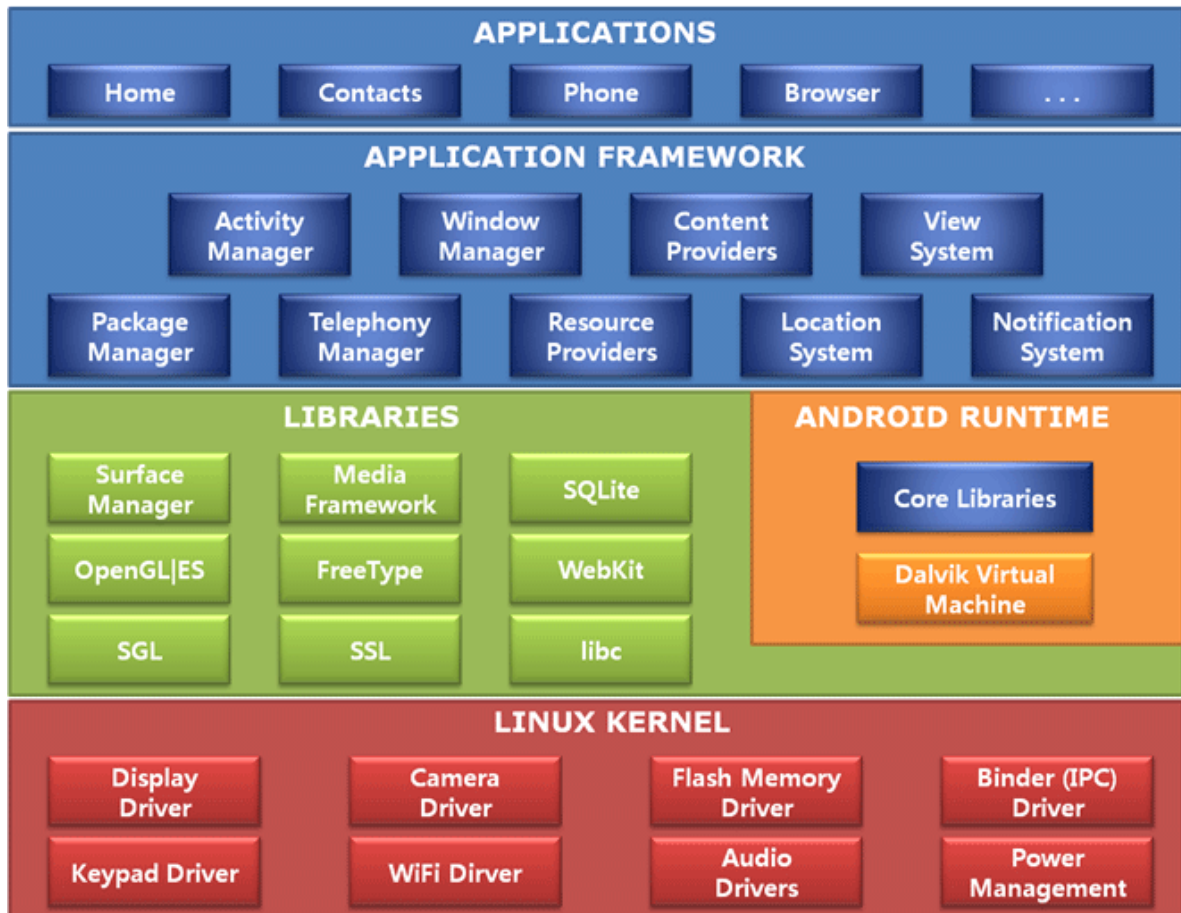 APPLICATIONS
Home
Contacts
Phone
Browser
. . .
APPLICATION FRAMEWORK
Activity
Manager
Window
Manager
Content
Providers
View
System
Package
Manager
Telephony
Manager
Resource
Providers
Location
System
Notification
System
LIBRARIES
Surface
Manager
Media
Framework
SQLite
OpenGL|ES
FreeType
WebKit
SGL
SSL
libc
ANDROID RUNTIME
Core Libraries
Dalvik Virtual
Machine
LINUX KERNEL
Display
Driver
Camera
Driver
Flash Memory
Driver
Binder (IPC)
Driver
Keypad Driver
WiFi Dirver
Audio
Drivers
Power
Management